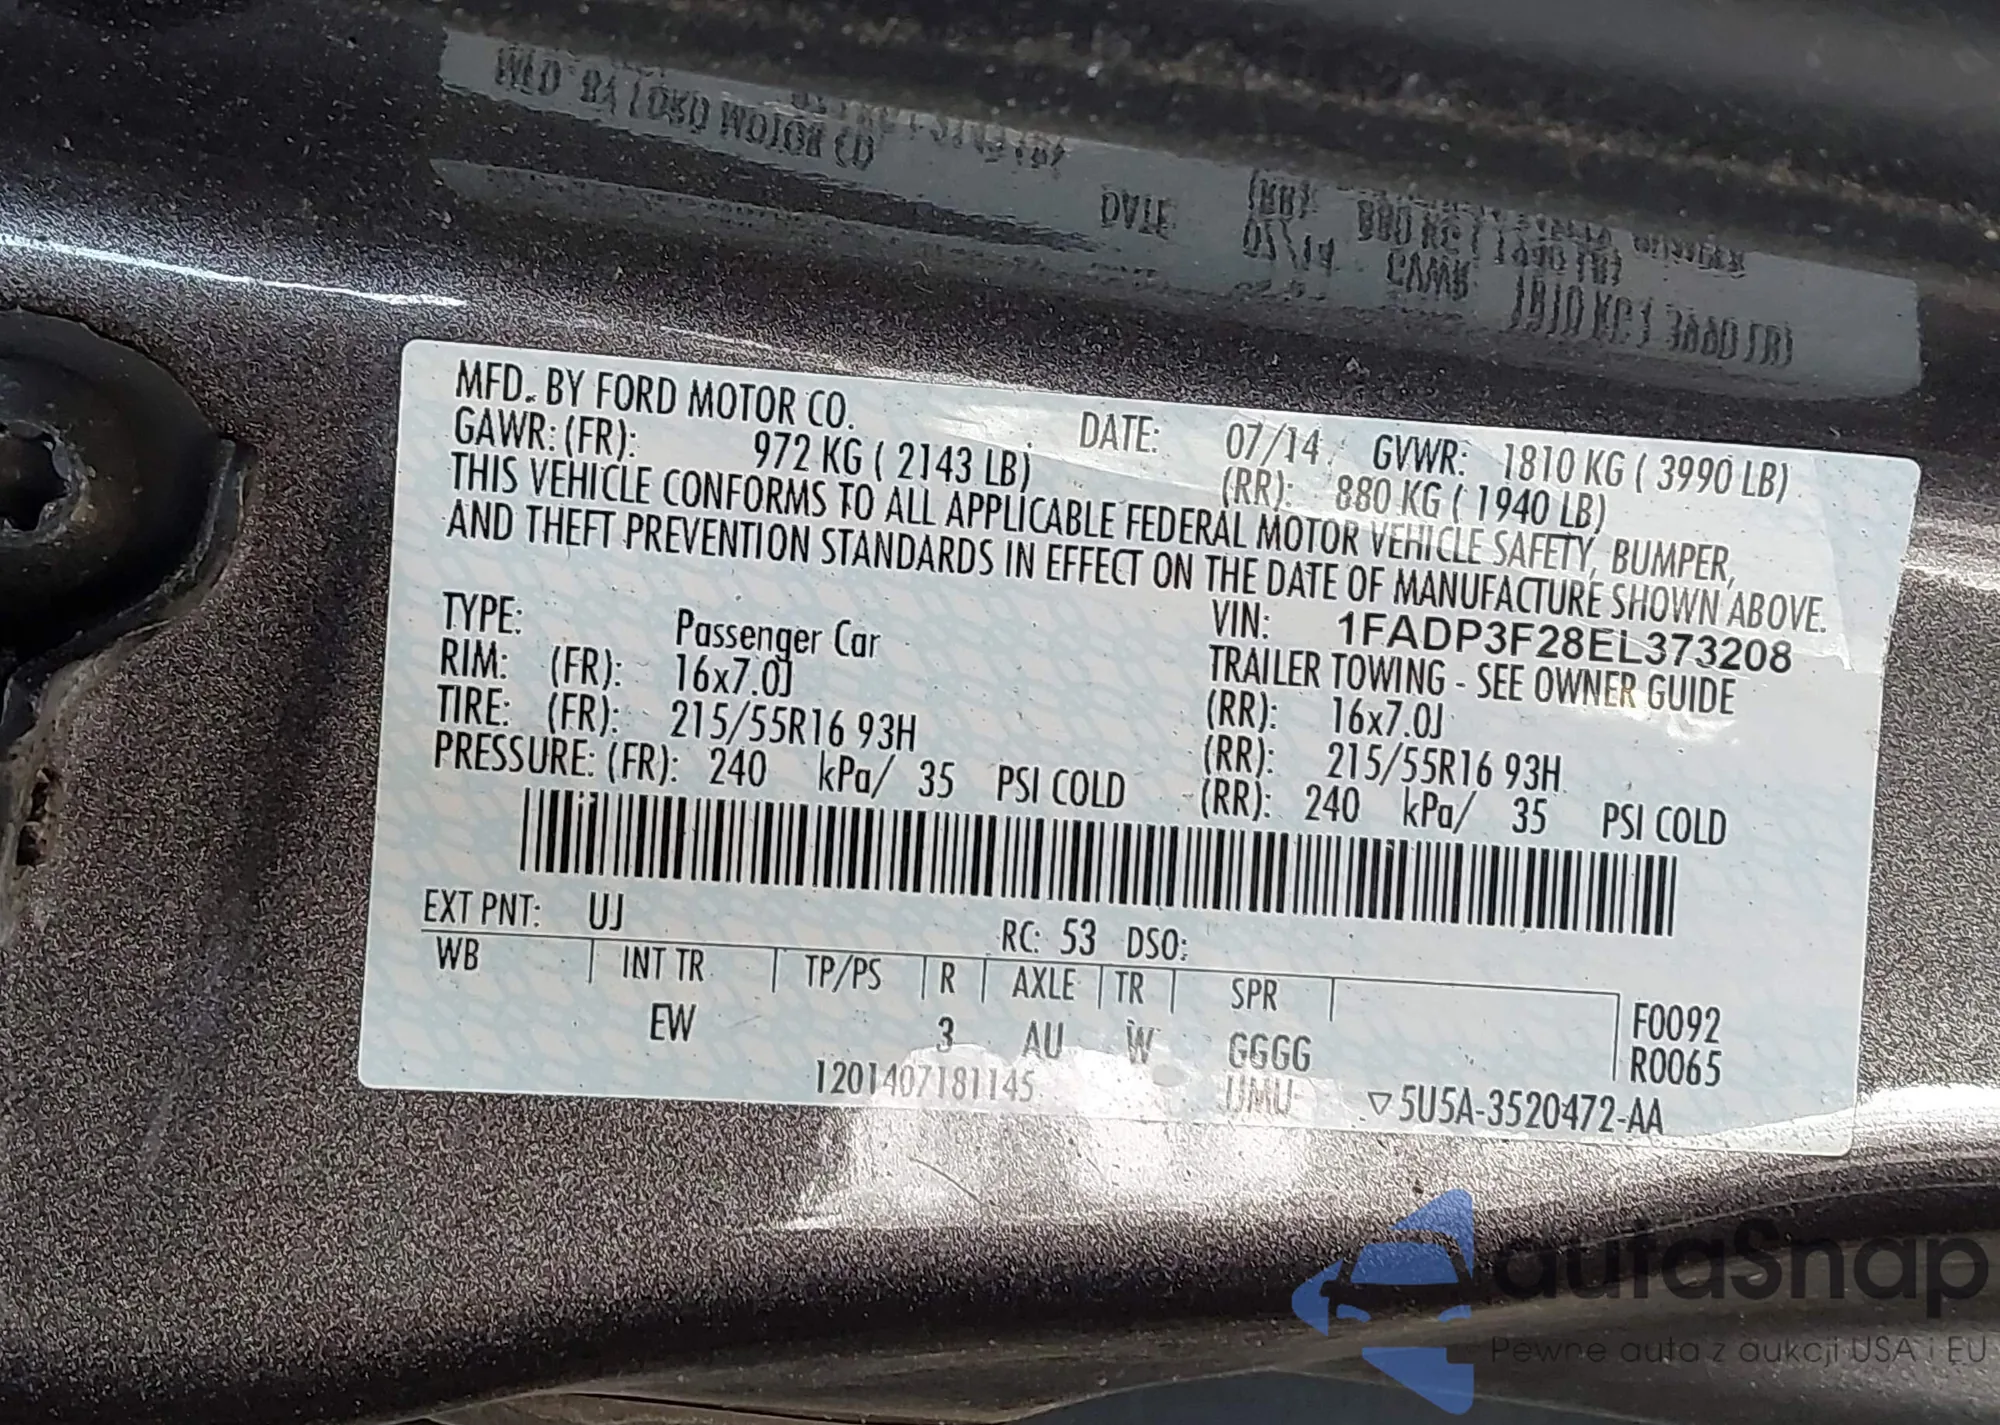 MFD. BY FORD MOTOR CO. DATE: 07/14 GVWR: 1810 KG ( 3990 LB)
GAWR: (FR): 972 KG ( 2143 LB) (RR): 880 KG ( 1940 LB)
THIS VEHICLE CONFORMS TO ALL APPLICABLE FEDERAL MOTOR VEHICLE SAFETY, BUMPER,
AND THEFT PREVENTION STANDARDS IN EFFECT ON THE DATE OF MANUFACTURE SHOWN ABOVE.
VIN: 1FADP3F28EL373208
TYPE: Passenger Car TRAILER TOWING - SEE OWNER GUIDE
RIM: (FR): 16x7.0J (RR): 16x7.0J
TIRE: (FR): 215/55R16 93H (RR): 215/55R16 93H
PRESSURE: (FR): 240 kPa/ 35 PSI COLD (RR): 240 kPa/ 35 PSI COLD
EXT PNT: UJ RC: 53 DSO:
WB INT TR TP/PS R AXLE TR SPR F0092
EW 3 AU W GGGG R0065
1201407181145 UMU ▽5U5A-3520472-AA
autaSnap
Pewne auta z aukcji USA i EU